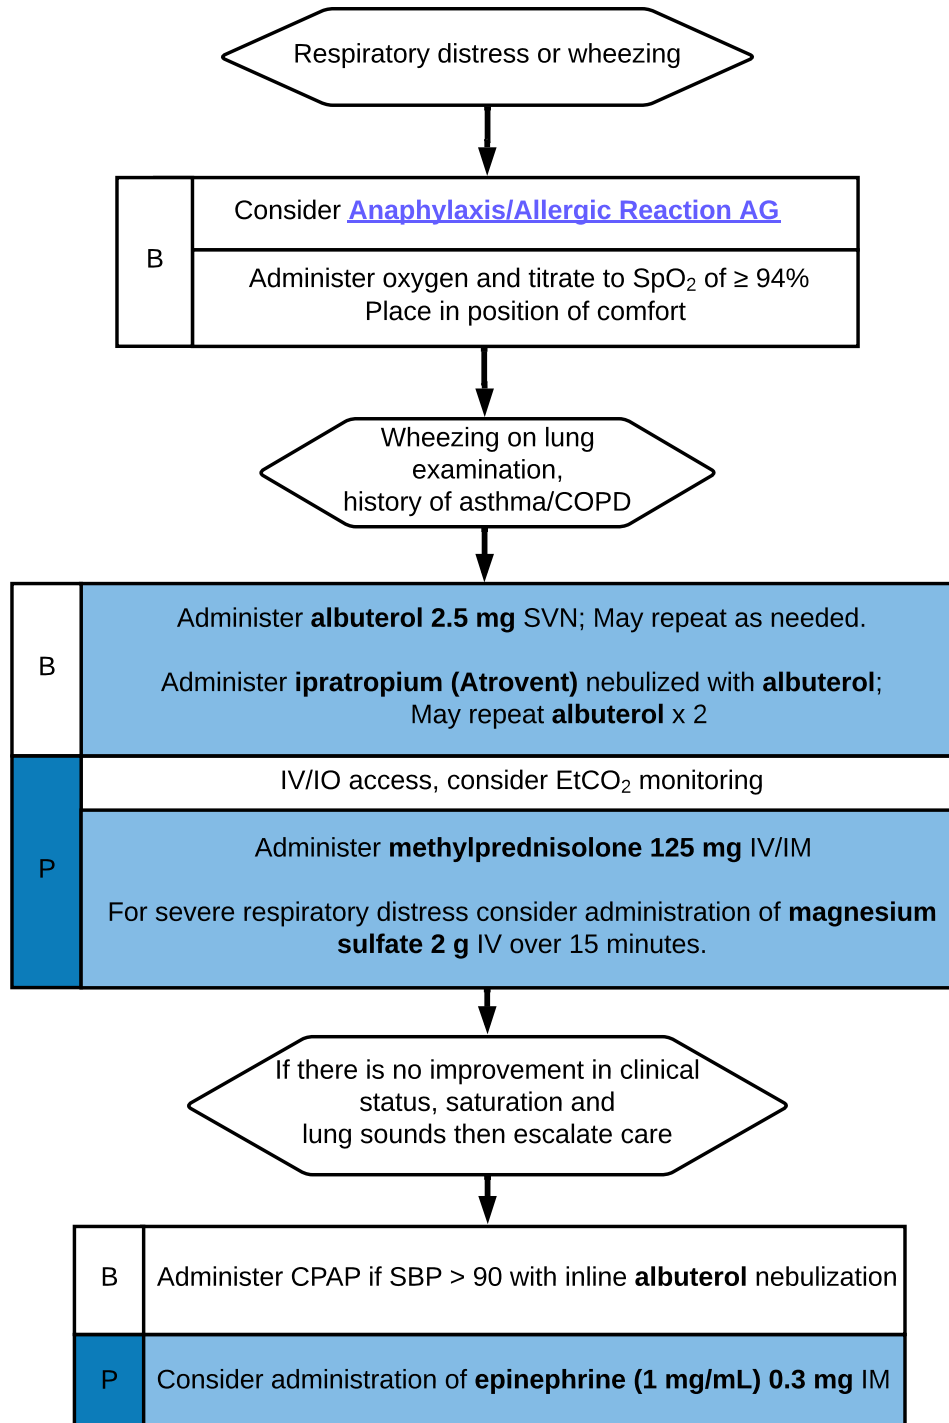 Respiratory distress or wheezing
B
Consider Anaphylaxis/Allergic Reaction AG
Administer oxygen and titrate to SpO₂ of ≥ 94%
Place in position of comfort
Wheezing on lung
examination,
history of asthma/COPD
B
Administer albuterol 2.5 mg SVN; May repeat as needed.
Administer ipratropium (Atrovent) nebulized with albuterol;
May repeat albuterol x 2
P
IV/IO access, consider EtCO₂ monitoring
Administer methylprednisolone 125 mg IV/IM
For severe respiratory distress consider administration of magnesium
sulfate 2 g IV over 15 minutes.
If there is no improvement in clinical
status, saturation and
lung sounds then escalate care
B
Administer CPAP if SBP > 90 with inline albuterol nebulization
P
Consider administration of epinephrine (1 mg/mL) 0.3 mg IM